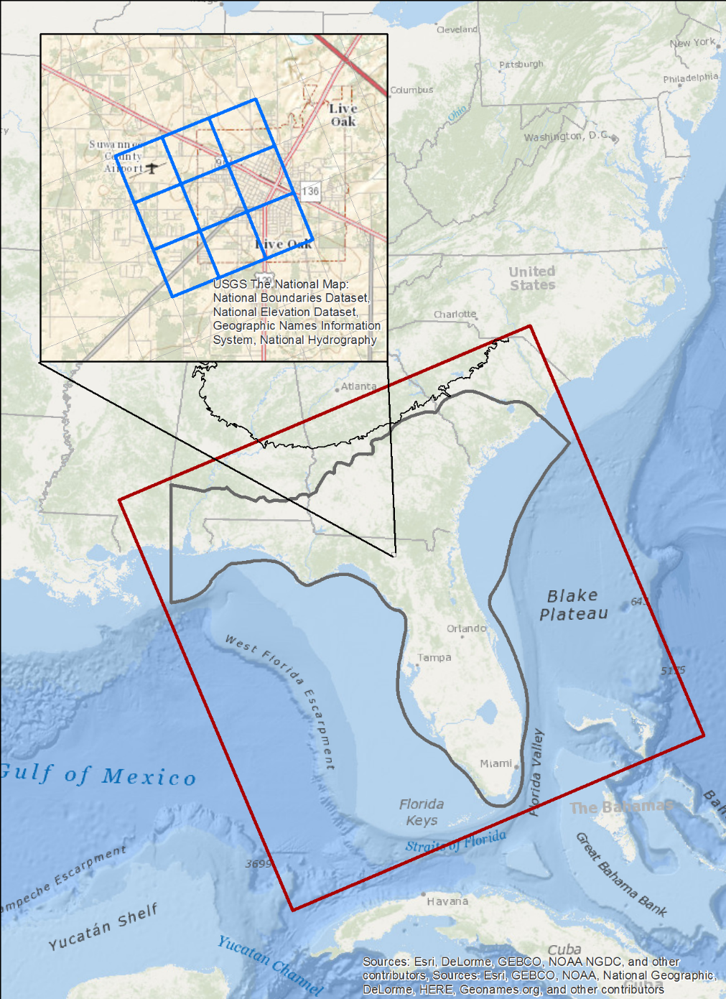 Cleveland
New York
Pittsburgh
Philadelphia
Columbus
Ohio
Washington, D.C.
Live
Oak
Suwannee
County
Airport
136
Live Oak
USGS The National Map:
National Boundaries Dataset,
National Elevation Dataset,
Geographic Names Information
System, National Hydrography
United
States
Charlotte
Atlanta
Blake
Plateau
Orlando
Tampa
West Florida Escarpment
5175
Gulf of Mexico
Miami
Florida Valley
Florida
Keys
The Bahamas
Straits of Florida
3699
Great Bahama Bank
Yucatán Shelf
Havana
Yucatan Channel
Cuba
Cuba
Sources: Esri, DeLorme, GEBCO, NOAA NGDC, and other
contributors, Sources: Esri, GEBCO, NOAA, National Geographic,
DeLorme, HERE, Geonames.org, and other contributors